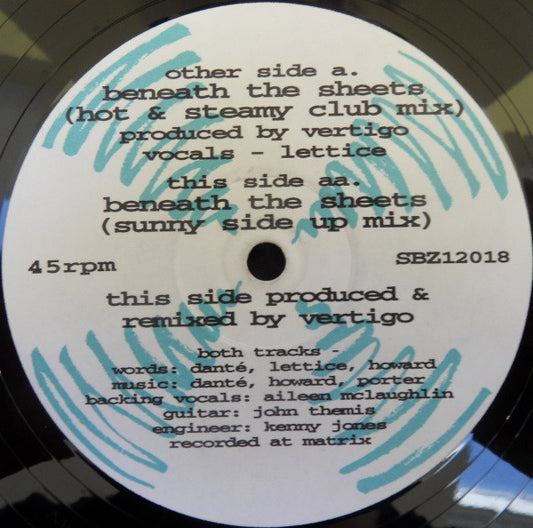 other side a.
beneath the sheets
(hot & steamy club mix)
produced by vertigo
vocals - lettice
this side aa.
beneath the sheets
(sunny side up mix)
45rpm
SBZ12018
this side produced &
remixed by vertigo
both tracks -
words: danté, lettice, howard
music: danté, howard, porter
backing vocals: aileen mclaughlin
guitar: john themis
engineer: kenny jones
recorded at matrix